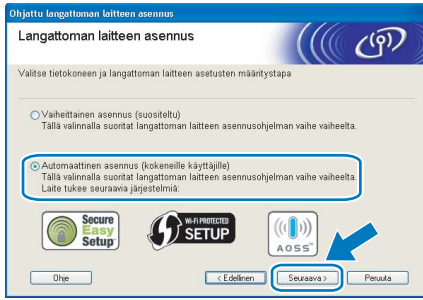 Ohjattu langattoman laitteen asennus
Langattoman laitteen asennus
Valitse tietokoneen ja langattoman laitteen asetusten määritystapa
Vaiheittainen asennus (suositeltu)
Tällä valinnalla suoritat langattoman laitteen asennusohjelman vaihe vaiheelta.
Automaattinen asennus (kokeneille käyttäjille)
Tällä valinnalla suoritat langattoman laitteen asennusohjelman vaihe vaiheelta.
Laite tukee seuraavia järjestelmiä:
Secure
Easy
Setup
Wi-Fi PROTECTED
SETUP
AOSS™
Ohje
< Edellinen
Seuraava >
Peruuta